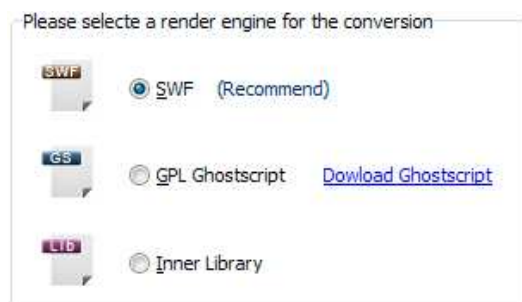 Please selecte a render engine for the conversion
SWF SWF (Recommend)
GS GPL Ghostscript Dowload Ghostscript
Lib Inner Library